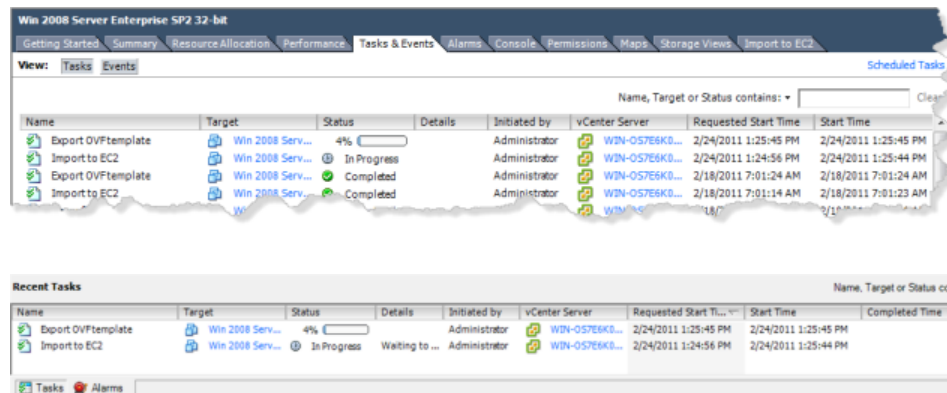 Win 2008 Server Enterprise SP2 32-bit
Getting Started Summary Resource Allocation Performance Tasks & Events Alarms Console Permissions Maps Storage Views Import to EC2
View: Tasks Events Scheduled Tasks
Name, Target or Status contains: Clear
Name Target Status Details Initiated by vCenter Server Requested Start Time Start Time
Export OVF template Win 2008 Serv... 4% Administrator WIN-OS7E6K0... 2/24/2011 1:25:45 PM 2/24/2011 1:25:45 PM
Import to EC2 Win 2008 Serv... In Progress Administrator WIN-OS7E6K0... 2/24/2011 1:24:56 PM 2/24/2011 1:25:44 PM
Export OVF template Win 2008 Serv... Completed Administrator WIN-OS7E6K0... 2/18/2011 7:01:24 AM 2/18/2011 7:01:24 AM
Import to EC2 Win 2008 Serv... Completed Administrator WIN-OS7E6K0... 2/18/2011 7:01:14 AM 2/18/2011 7:01:23 AM
Recent Tasks Name, Target or Status co
Name Target Status Details Initiated by vCenter Server Requested Start Ti... Start Time Completed Time
Export OVF template Win 2008 Serv... 4% Administrator WIN-OS7E6K0... 2/24/2011 1:25:45 PM 2/24/2011 1:25:45 PM
Import to EC2 Win 2008 Serv... In Progress Waiting to ... Administrator WIN-OS7E6K0... 2/24/2011 1:24:56 PM 2/24/2011 1:25:44 PM
Tasks Alarms